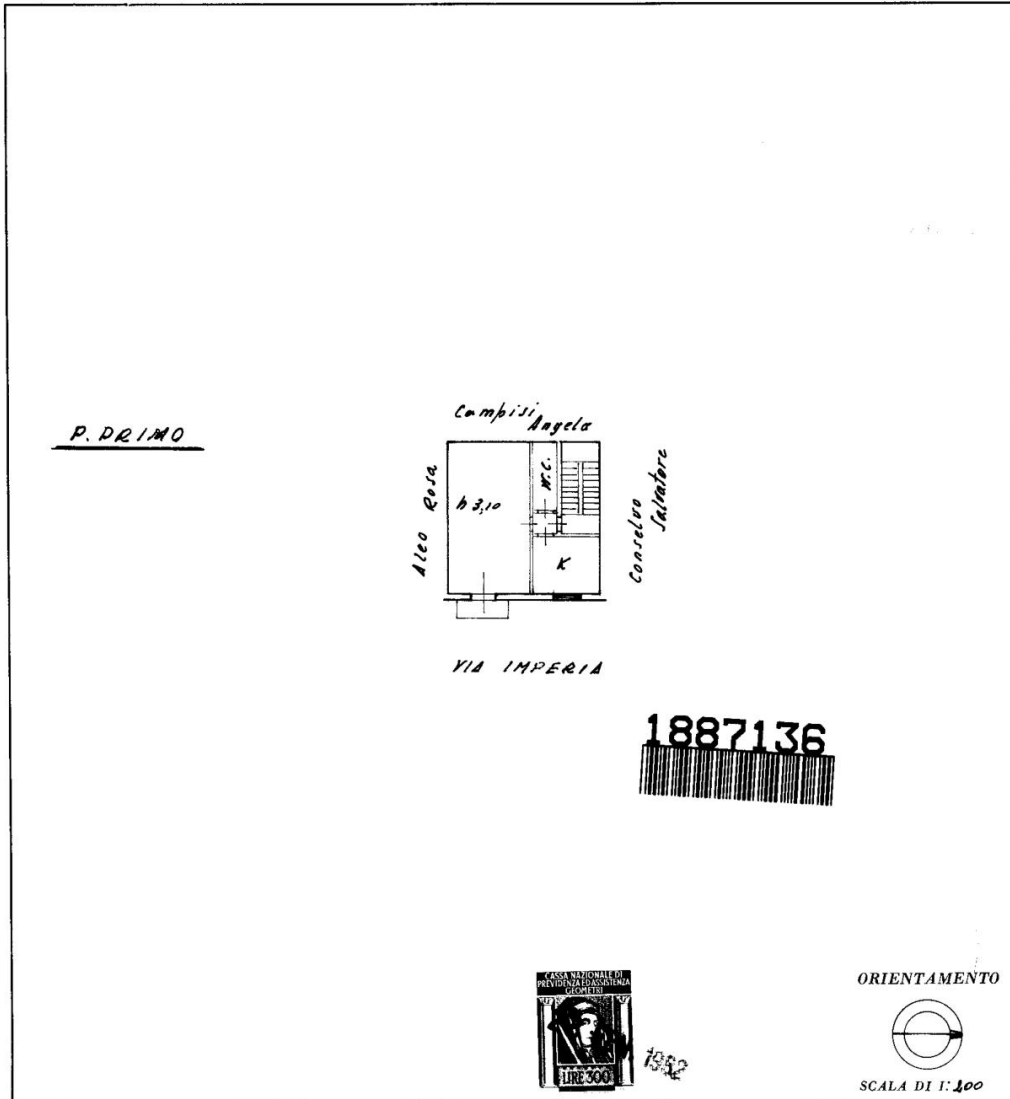 P. PRIMO
Campisi
Angela
Aleo Rosa
h 3,10
W.C.
K
Conselvo
Salvatore
VIA IMPERIA
1887136
CASSA NAZIONALE DI
PREVIDENZA ED ASSISTENZA
GEOMETRI
LIRE 300
ORIENTAMENTO
SCALA DI 1:200